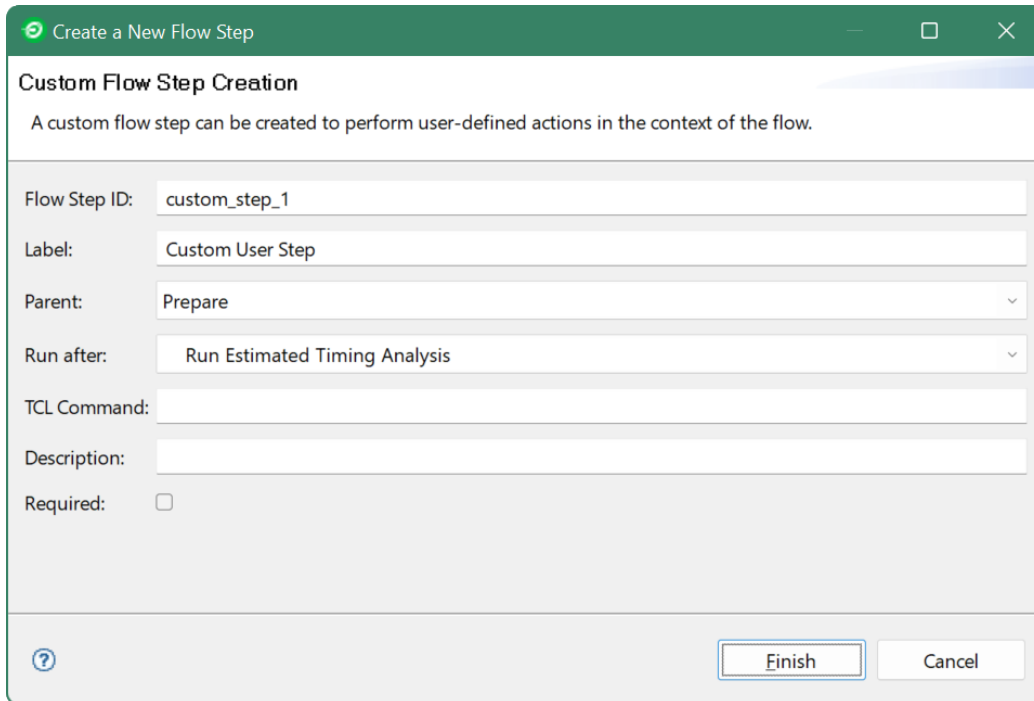 Create a New Flow Step
Custom Flow Step Creation
A custom flow step can be created to perform user-defined actions in the context of the flow.
Flow Step ID: custom_step_1
Label: Custom User Step
Parent: Prepare
Run after: Run Estimated Timing Analysis
TCL Command:
Description:
Required:
?
Finish Cancel